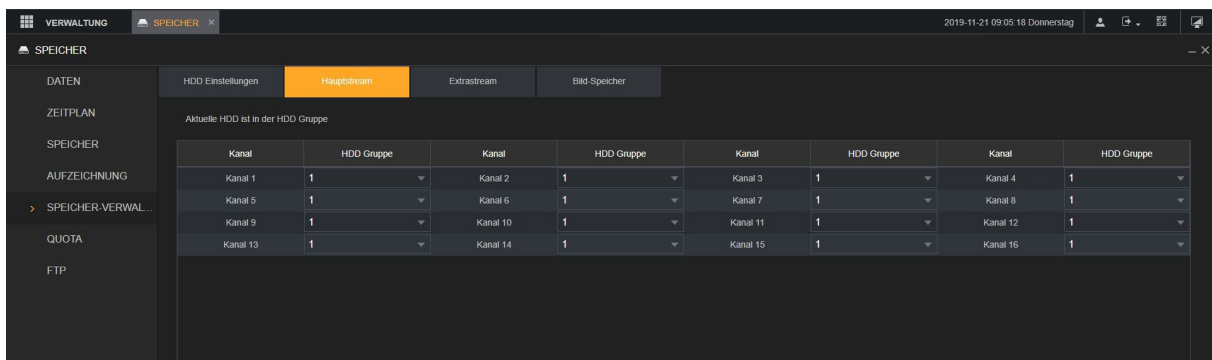 VERWALTUNG SPEICHER × 2019-11-21 09:05:18 Donnerstag
SPEICHER
DATEN HDD Einstellungen Hauptstream Extrastream Bild-Speicher
ZEITPLAN Aktuelle HDD ist in der HDD Gruppe
SPEICHER
Kanal HDD Gruppe Kanal HDD Gruppe Kanal HDD Gruppe Kanal HDD Gruppe
AUFZEICHNUNG
Kanal 1 1 Kanal 2 1 Kanal 3 1 Kanal 4 1
> SPEICHER-VERWAL...
Kanal 5 1 Kanal 6 1 Kanal 7 1 Kanal 8 1
Kanal 9 1 Kanal 10 1 Kanal 11 1 Kanal 12 1
QUOTA
Kanal 13 1 Kanal 14 1 Kanal 15 1 Kanal 16 1
FTP